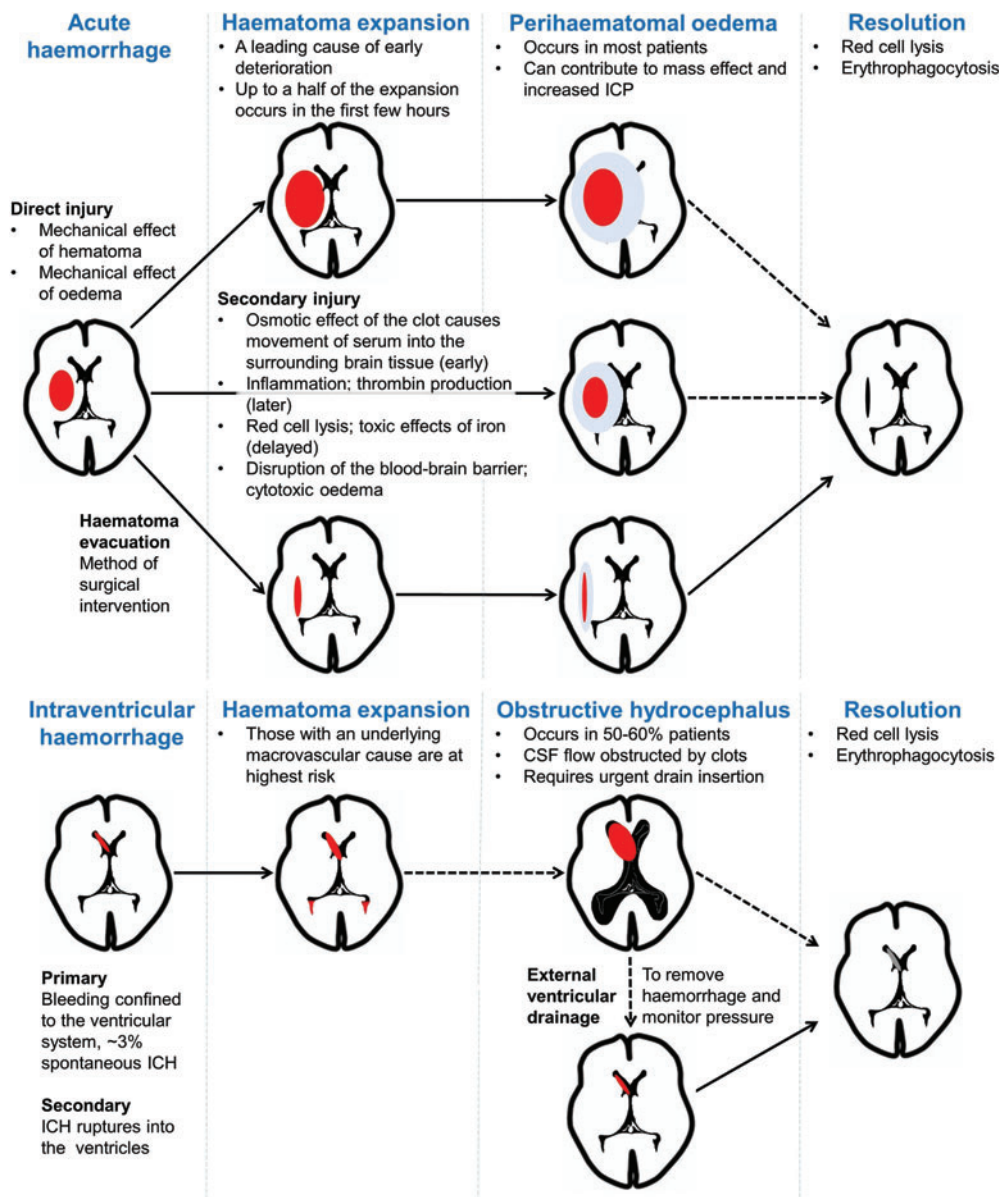 Acute
haemorrhage
Haematoma expansion
• A leading cause of early
deterioration
• Up to a half of the expansion
occurs in the first few hours
Perihaematomal oedema
• Occurs in most patients
• Can contribute to mass effect and
increased ICP
Resolution
• Red cell lysis
• Erythrophagocytosis
Direct injury
• Mechanical effect
of hematoma
• Mechanical effect
of oedema
Secondary injury
• Osmotic effect of the clot causes
movement of serum into the
surrounding brain tissue (early)
• Inflammation; thrombin production
(later)
• Red cell lysis; toxic effects of iron
(delayed)
• Disruption of the blood-brain barrier;
cytotoxic oedema
Haematoma
evacuation
Method of
surgical
intervention
Intraventricular
haemorrhage
Haematoma expansion
• Those with an underlying
macrovascular cause are at
highest risk
Obstructive hydrocephalus
• Occurs in 50-60% patients
• CSF flow obstructed by clots
• Requires urgent drain insertion
Resolution
• Red cell lysis
• Erythrophagocytosis
Primary
Bleeding confined
to the ventricular
system, ~3%
spontaneous ICH
Secondary
ICH ruptures into
the ventricles
External
ventricular
drainage
To remove
haemorrhage and
monitor pressure